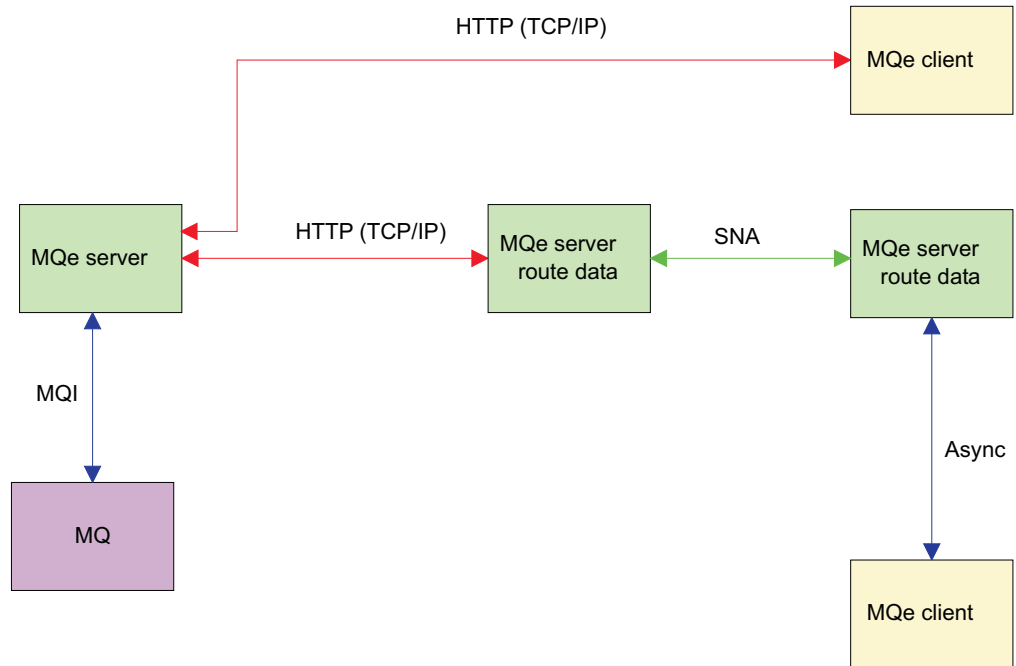 HTTP (TCP/IP)
MQe client
MQe server
HTTP (TCP/IP)
MQe server
route data
SNA
MQe server
route data
MQI
Async
MQ
MQe client